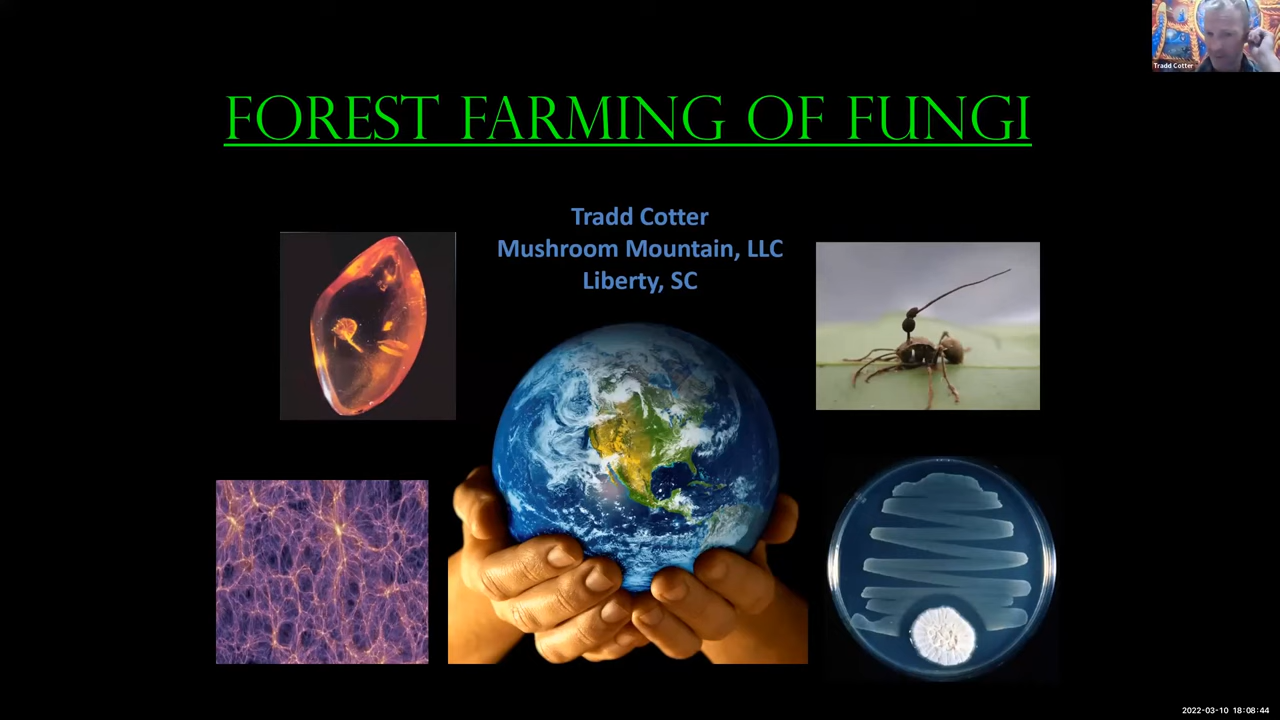 FOREST FARMING OF FUNGI
Tradd Cotter
Mushroom Mountain, LLC
Liberty, SC
Tradd Cotter
2022-03-10 18:08:44